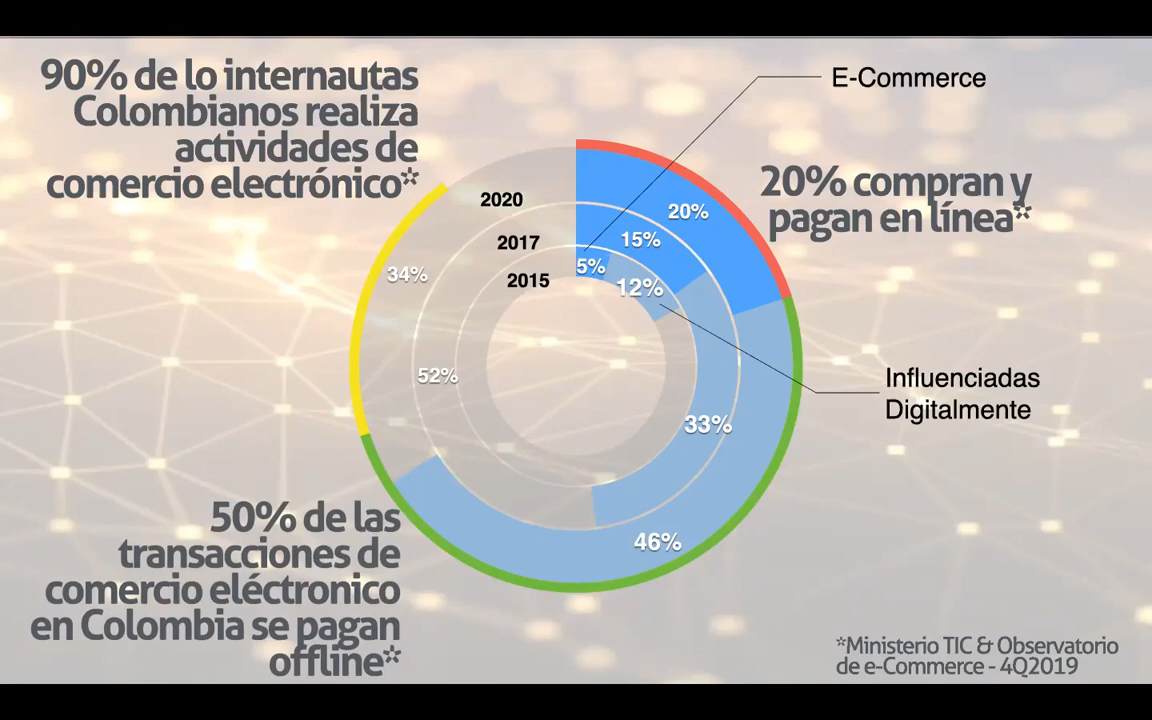 90% de lo internautas
Colombianos realiza
actividades de
comercio electrónico*
E-Commerce
20% compran y
pagan en línea*
2020
20%
2017
15%
34%
2015
5%
12%
52%
Influenciadas
Digitalmente
33%
46%
50% de las
transacciones de
comercio eléctronico
en Colombia se pagan
offline*
*Ministerio TIC & Observatorio
de e-Commerce - 4Q2019